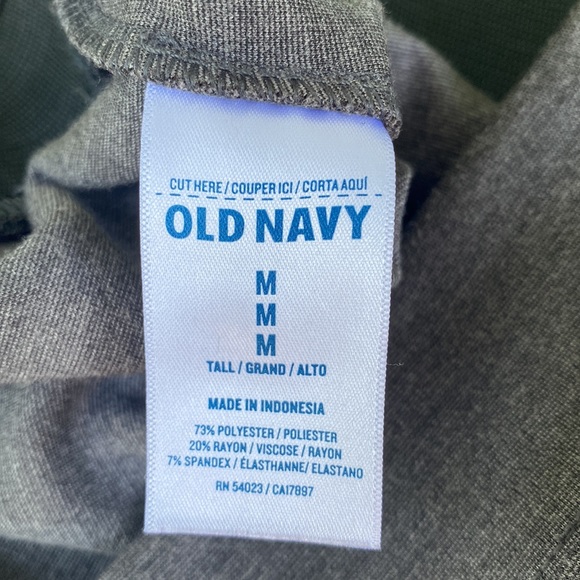 CUT HERE / COUPER ICI / CORTA AQUÍ
OLD NAVY
M
M
M
TALL / GRAND / ALTO
MADE IN INDONESIA
73% POLYESTER / POLIESTER
20% RAYON / VISCOSE / RAYON
7% SPANDEX / ÉLASTHANNE/ ELASTANO
RN 54023 / CA17897